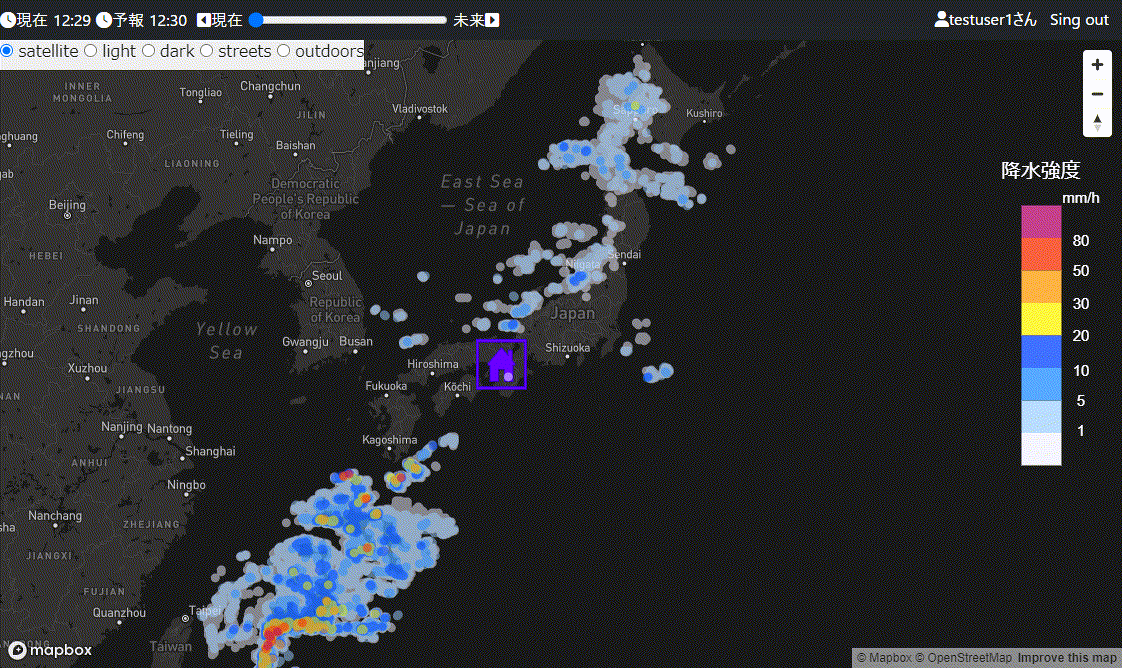 現在 12:29 予報 12:30 現在 未来 testuser1さん Sing out
satellite light dark streets outdoors
anjiang
INNER MONGOLIA
Tongliao
Changchun
JILIN
Vladivostok
Sapporo
Kushiro
nghuang
Chifeng
Tieling
Baishan
LIAONING
Democratic People's Republic of Korea
East Sea — Sea of Japan
降水強度
mm/h
80
50
30
20
10
5
1
Beijing
Nampo
HEBEI
Seoul
Niigata
Sendai
Handan
Jinan
Republic of Korea
Japan
SHANDONG
Yellow Sea
Gwangju
Busan
Shizuoka
ngzhou
Xuzhou
Hiroshima
Fukuoka
Kōchi
JIANGSU
Nanjing
Nantong
Kagoshima
Shanghai
ANHUI
Ningbo
Nanchang
ZHEJIANG
JIANGXI
FUJIAN
Quanzhou
Taipei
Taiwan
mapbox
© Mapbox © OpenStreetMap Improve this map